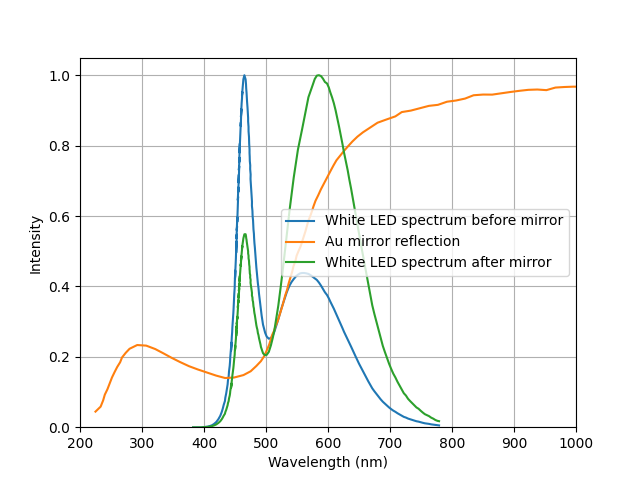 1.0
0.8
0.6
0.4
0.2
0.0
Intensity
White LED spectrum before mirror
Au mirror reflection
White LED spectrum after mirror
200 300 400 500 600 700 800 900 1000
Wavelength (nm)